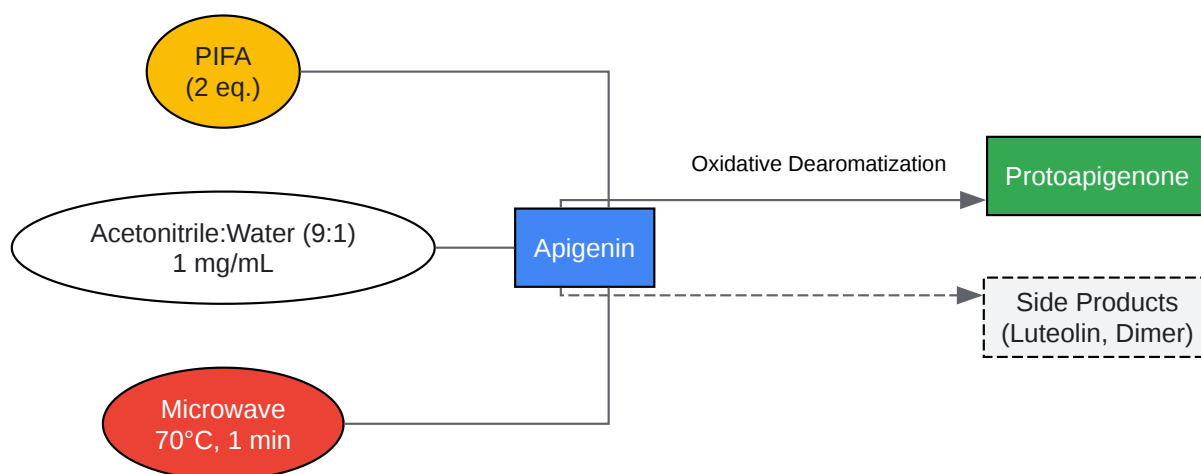 PIFA
(2 eq.)
Oxidative Dearomatization
Protoapigenone
Acetonitrile:Water (9:1)
1 mg/mL
Apigenin
Side Products
(Luteolin, Dimer)
Microwave
70°C, 1 min